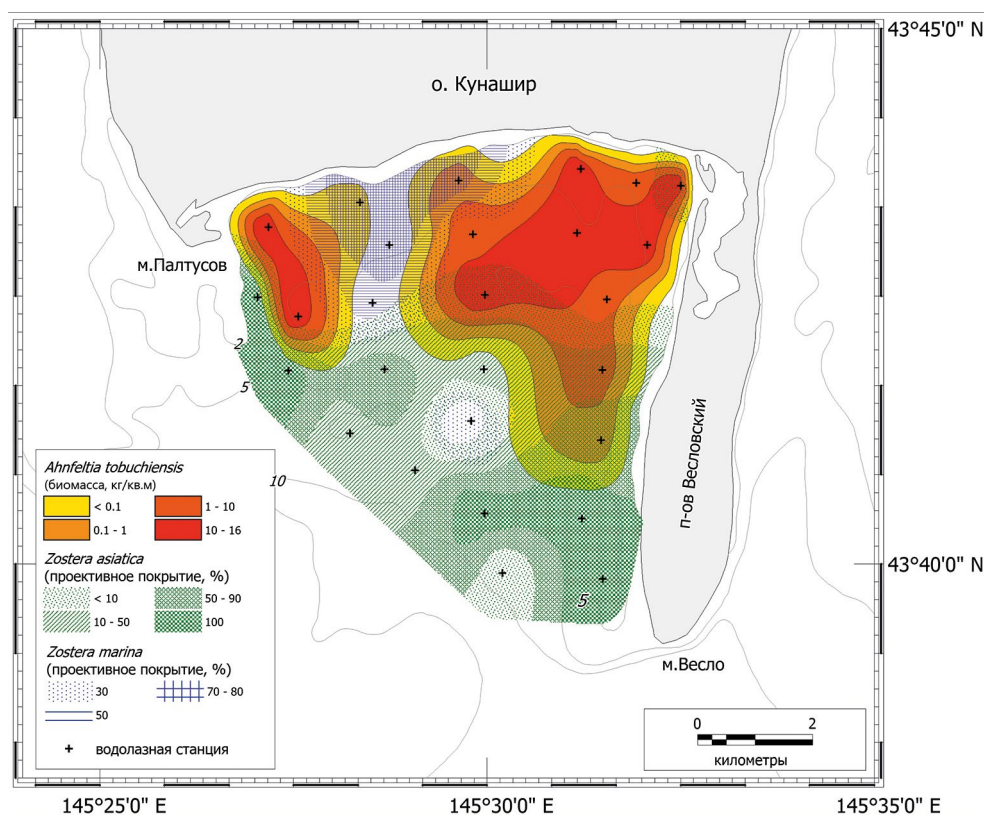 43°45'0" N
о. Кунашир
м.Палтусов
2
5
10
п-ов Весловский
43°40'0" N
5
м.Весло
Ahnfeltia tobuchiensis
(биомасса, кг/кв.м)
< 0.1
1 - 10
0.1 - 1
10 - 16
Zostera asiatica
(проективное покрытие, %)
< 10
50 - 90
10 - 50
100
Zostera marina
(проективное покрытие, %)
30
70 - 80
50
водолазная станция
0 2
километры
145°25'0" E 145°30'0" E 145°35'0" E